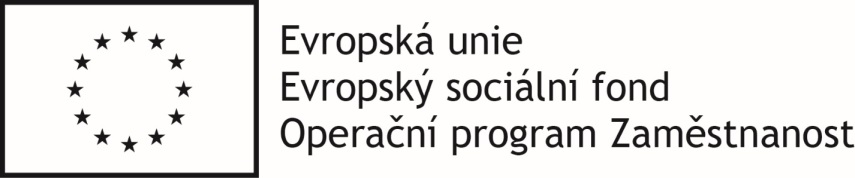 Evropská unie
Evropský sociální fond
Operační program Zaměstnanost